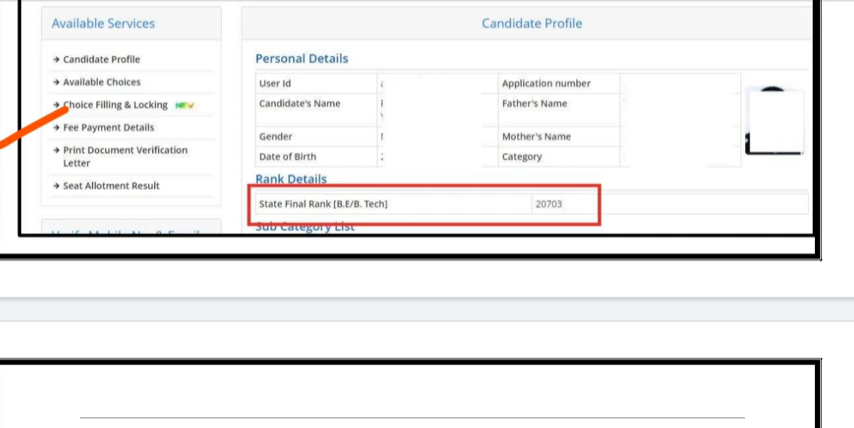 Available Services
→ Candidate Profile
→ Available Choices
→ Choice Filling & Locking NEW
→ Fee Payment Details
→ Print Document Verification
Letter
→ Seat Allotment Result
Candidate Profile
Personal Details
User Id
Application number
Candidate's Name
Father's Name
Gender
Mother's Name
Date of Birth
Category
Rank Details
State Final Rank [B.E/B. Tech] 20703
Sub Category List